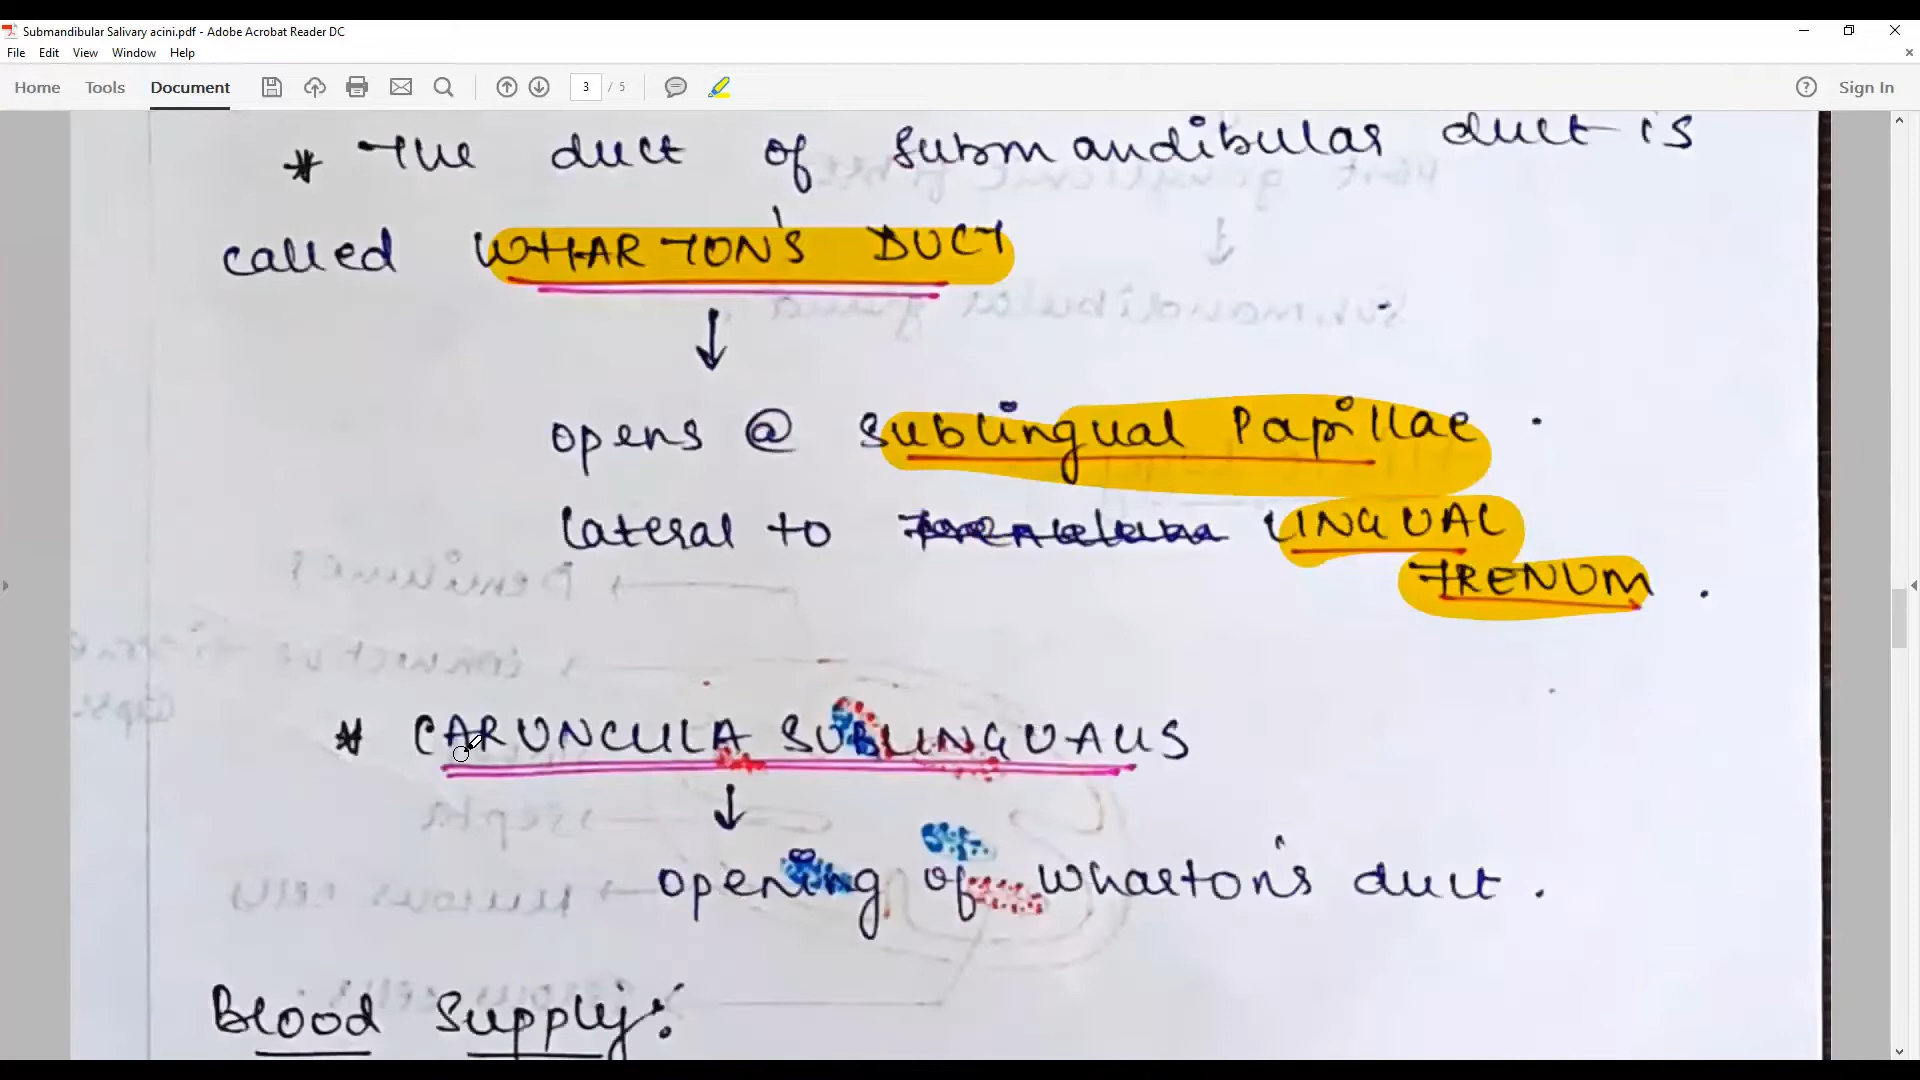 Submandibular Salivary acini.pdf - Adobe Acrobat Reader DC
File Edit View Window Help
Home Tools Document 3 / 5 Sign In
* The duct of submandibular duct is
called WHARTON'S DUCT
↓
opens @ sublingual Papillae .
lateral to LINGUAL
FRENUM .
* CARUNCULA SUBLINGUALIS
↓
opening of Wharton's duct .
Blood Supply :